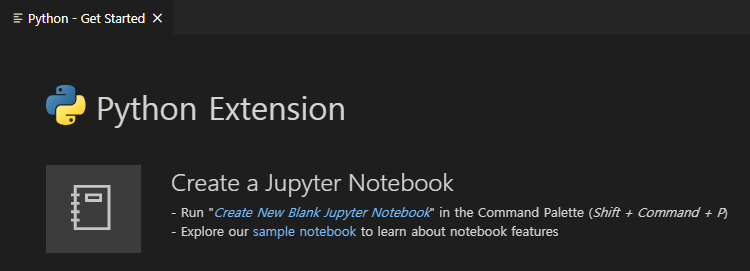 Python - Get Started
Python Extension
Create a Jupyter Notebook
- Run "Create New Blank Jupyter Notebook" in the Command Palette (Shift + Command + P)
- Explore our sample notebook to learn about notebook features